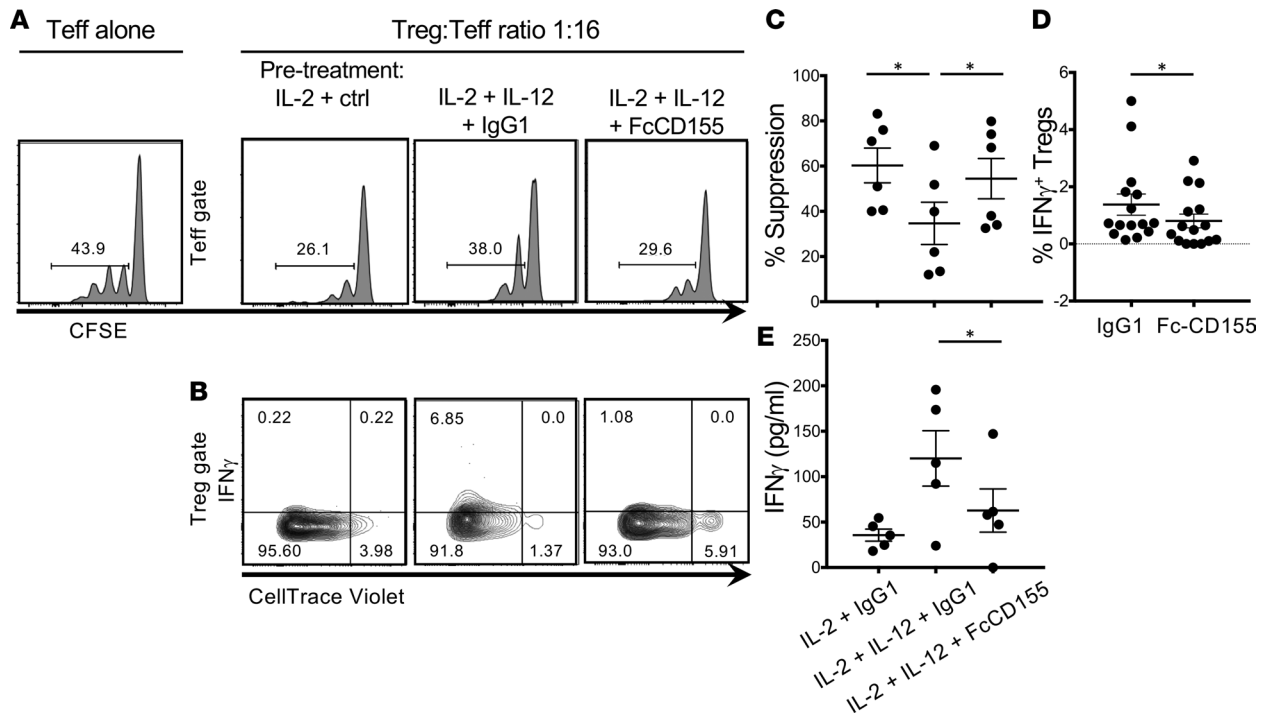 A
Teff alone
Treg:Teff ratio 1:16
Pre-treatment:
IL-2 + ctrl
IL-2 + IL-12
+ IgG1
IL-2 + IL-12
+ FcCD155
43.9
Teff gate
26.1
38.0
29.6
CFSE
B
Treg gate
IFNγ
0.22
0.22
95.60
3.98
6.85
0.0
91.8
1.37
1.08
0.0
93.0
5.91
CellTrace Violet
C
% Suppression
100
80
60
40
20
0
*
*
D
% IFNγ+ Tregs
6
4
2
0
-2
*
IgG1
Fc-CD155
E
IFNγ (pg/ml)
250
200
150
100
50
0
*
IL-2 + IgG1
IL-2 + IL-12 + IgG1
IL-2 + IL-12 + FcCD155